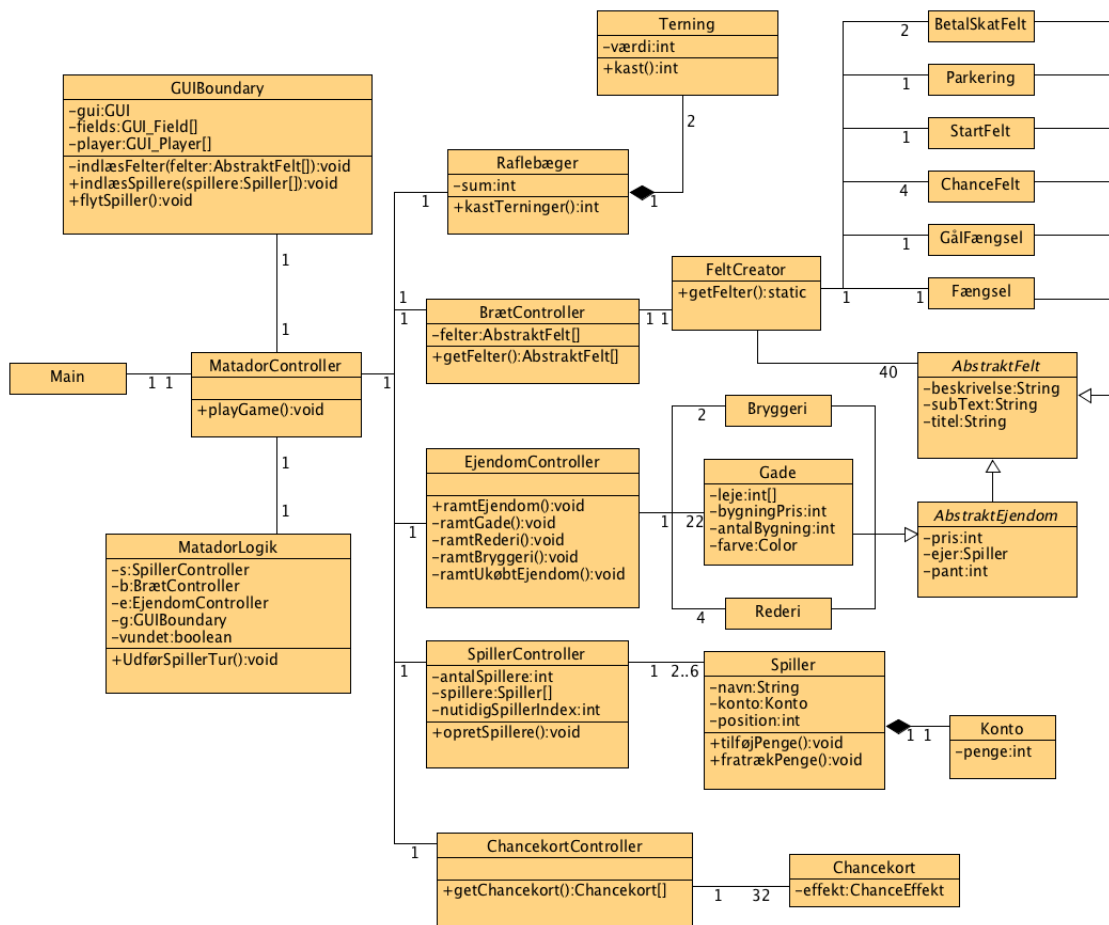 Terning
-værdi:int
+kast():int
2
GUIBoundary
-gui:GUI
-fields:GUI_Field[]
-player:GUI_Player[]
-indlæsFelter(felter:AbstraktFelt[]):void
+indlæsSpillere(spillere:Spiller[]):void
+flytSpiller():void
1
1
Raflebæger
-sum:int
+kastTerninger():int
1
1
BetalSkatFelt
2
Parkering
1
StartFelt
1
ChanceFelt
4
GålFængsel
1
Fængsel
1
1
FeltCreator
+getFelter():static
BrætController
-felter:AbstraktFelt[]
+getFelter():AbstraktFelt[]
1
1
1 1
Main
1 1
MatadorController
+playGame():void
1
1
1
40
AbstraktFelt
-beskrivelse:String
-subText:String
-titel:String
Bryggeri
2
EjendomController
+ramtEjendom():void
-ramtGade():void
-ramtRederi():void
-ramtBryggeri():void
-ramtUkøbtEjendom():void
1
1 22
Gade
-leje:int[]
-bygningPris:int
-antalBygning:int
-farve:Color
AbstraktEjendom
-pris:int
-ejer:Spiller
-pant:int
Rederi
4
MatadorLogik
-s:SpillerController
-b:BrætController
-e:EjendomController
-g:GUIBoundary
-vundet:boolean
+UdførSpillerTur():void
SpillerController
-antalSpillere:int
-spillere:Spiller[]
-nutidigSpillerIndex:int
+opretSpillere():void
1
1 2..6
Spiller
-navn:String
-konto:Konto
-position:int
+tilføjPenge():void
+fratrækPenge():void
1 1
Konto
-penge:int
ChancekortController
+getChancekort():Chancekort[]
1
1 32
Chancekort
-effekt:ChanceEffekt